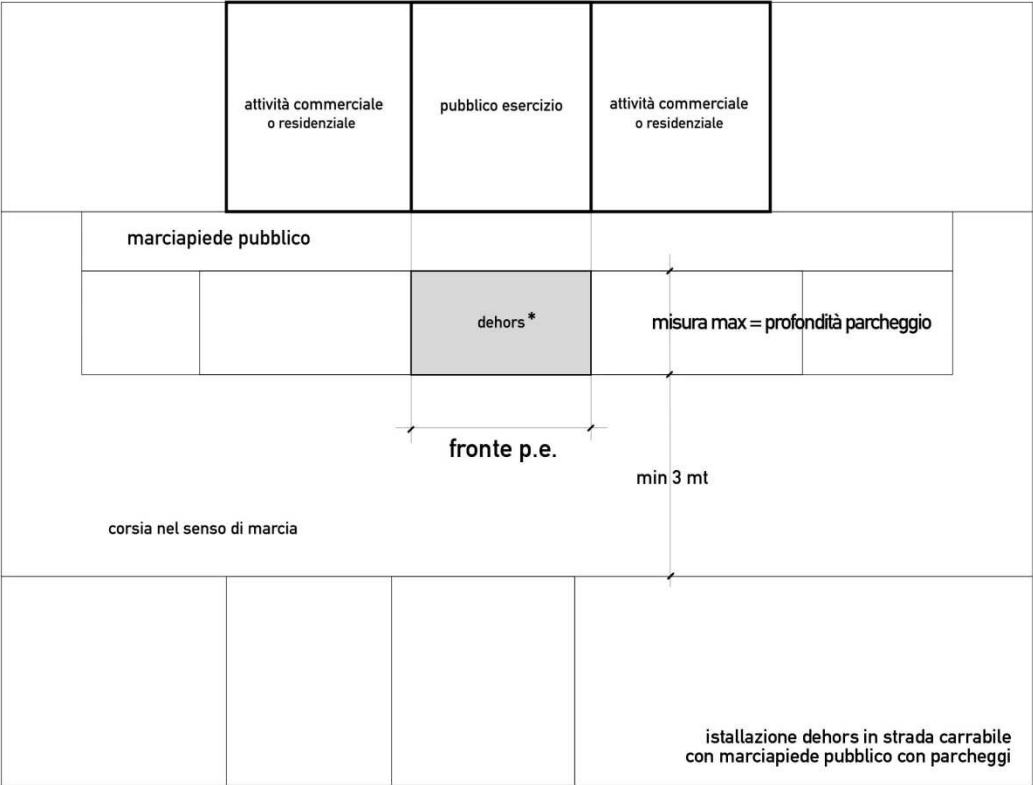 attività commerciale
o residenziale
pubblico esercizio
attività commerciale
o residenziale
marciapiede pubblico
dehors*
misura max = profondità parcheggio
fronte p.e.
min 3 mt
corsia nel senso di marcia
istallazione dehors in strada carrabile
con marciapiede pubblico con parcheggi